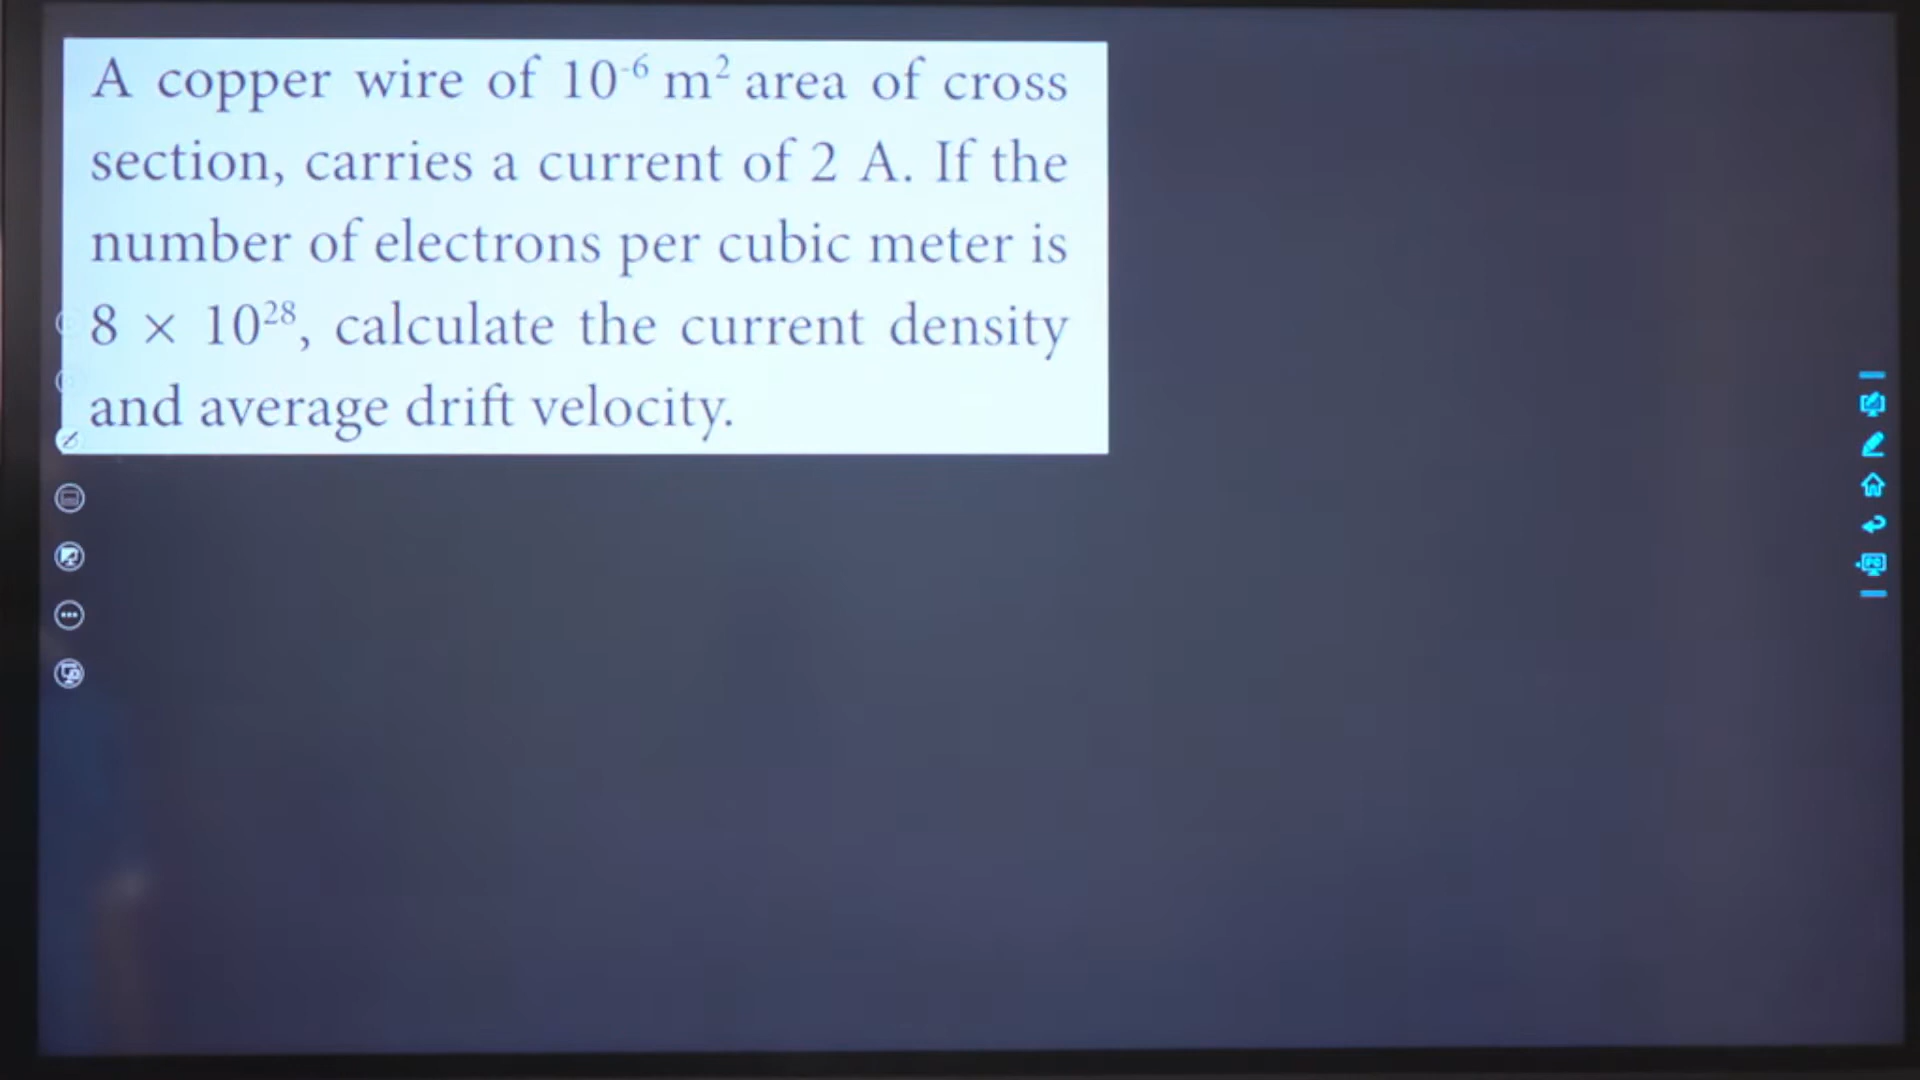 A copper wire of 10⁻⁶ m² area of cross
section, carries a current of 2 A. If the
number of electrons per cubic meter is
8 × 10²⁸, calculate the current density
and average drift velocity.